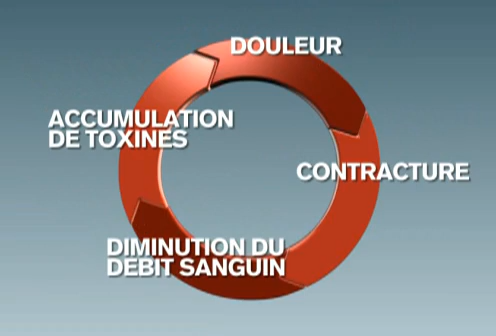 DOULEUR
CONTRACTURE
DIMINUTION DU
DEBIT SANGUIN
ACCUMULATION
DE TOXINES